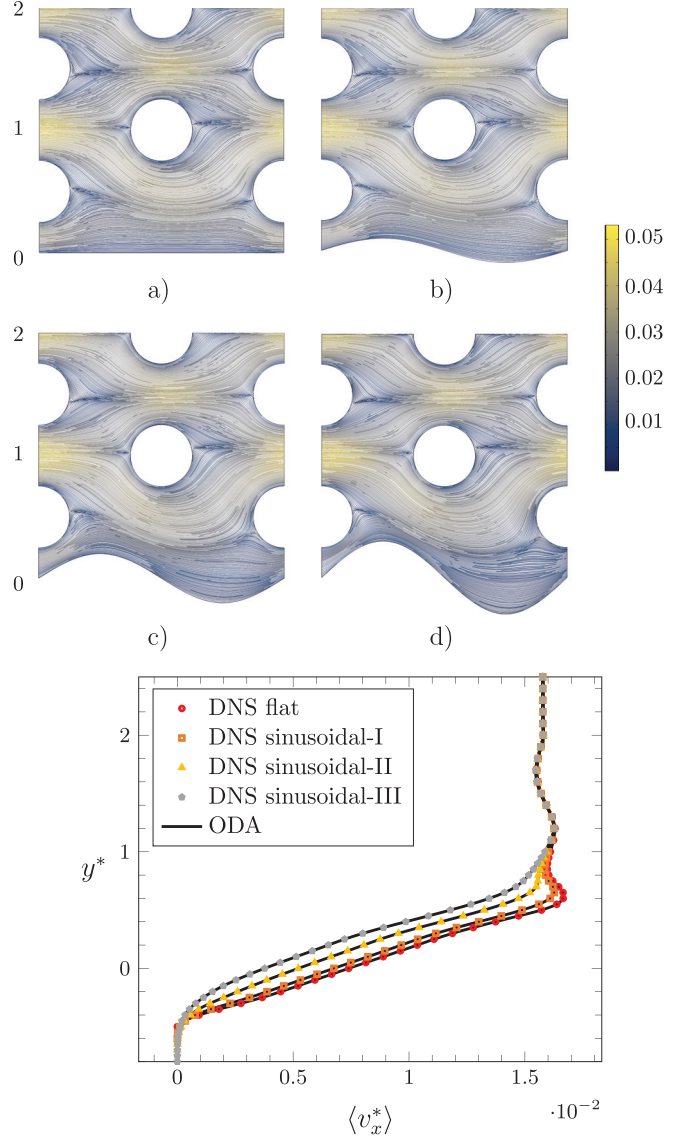 2
1
0
a)
b)
0.05
0.04
0.03
0.02
0.01
2
1
0
c)
d)
DNS flat
DNS sinusoidal-I
DNS sinusoidal-II
DNS sinusoidal-III
ODA
2
1
0
y*
0 0.5 1 1.5
·10⁻²
⟨vₓ*⟩